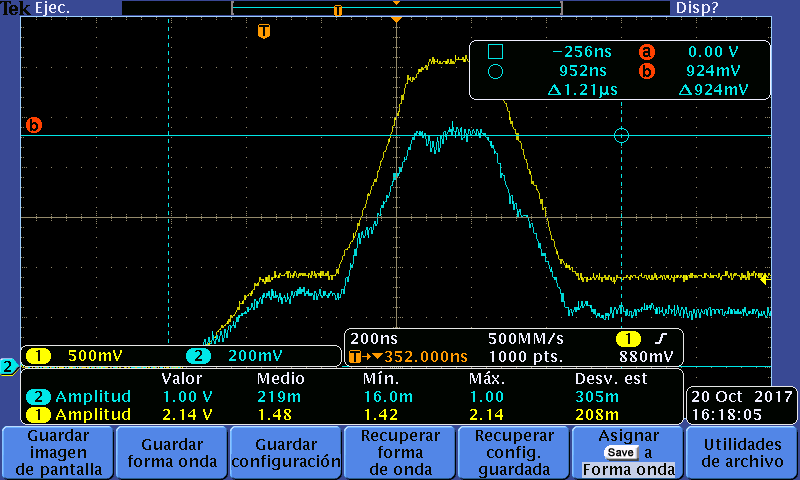 Tek Ejec. Disp?
T
T
□ −256ns a 0.00 V
○ 952ns b 924mV
Δ1.21µs Δ924mV
b
2
1 500mV 2 200mV
200ns 500MM/s 1 ʃ
T→▼352.000ns 1000 pts. 880mV
Valor Medio Mín. Máx. Desv. est
2 Amplitud 1.00 V 219m 16.0m 1.00 305m
1 Amplitud 2.14 V 1.48 1.42 2.14 208m
20 Oct 2017
16:18:05
Guardar
imagen
de pantalla
Guardar
forma onda
Guardar
configuración
Recuperar
forma
de onda
Recuperar
config.
guardada
Asignar
Save a
Forma onda
Utilidades
de archivo